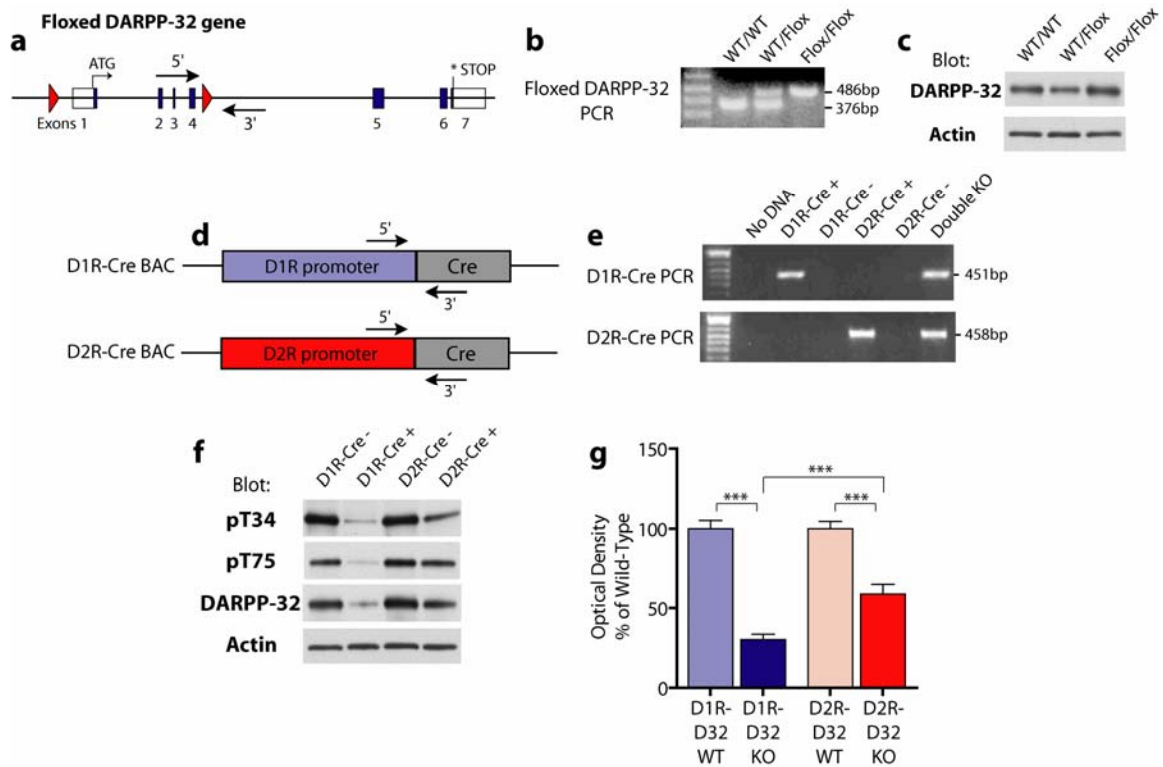 Floxed DARPP-32 gene
a
ATG
5'
* STOP
3'
Exons 1
2
3
4
5
6
7
b
WT/WT
WT/Flox
Flox/Flox
Floxed DARPP-32
PCR
486bp
376bp
c
WT/WT
WT/Flox
Flox/Flox
Blot:
DARPP-32
Actin
d
5'
D1R-Cre BAC
D1R promoter
Cre
3'
5'
D2R-Cre BAC
D2R promoter
Cre
3'
e
No DNA
D1R-Cre +
D1R-Cre -
D2R-Cre +
D2R-Cre -
Double KO
D1R-Cre PCR
451bp
D2R-Cre PCR
458bp
f
D1R-Cre -
D1R-Cre +
D2R-Cre -
D2R-Cre +
Blot:
pT34
pT75
DARPP-32
Actin
g
Optical Density
% of Wild-Type
150
100
50
0
***
***
***
D1R-
D32
WT
D1R-
D32
KO
D2R-
D32
WT
D2R-
D32
KO